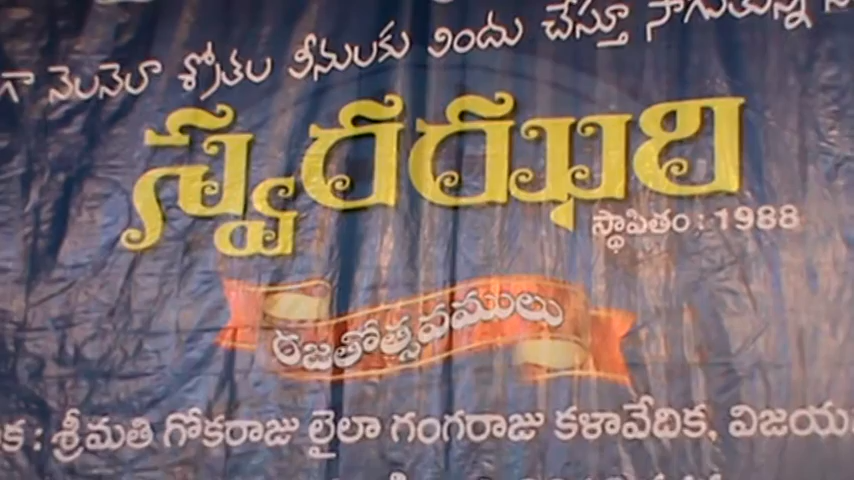 గా నెలనెలా శ్రోతల వీనులకు విందు చేస్తూ సాగుతున్న
స్వరఝరి
స్థాపితం : 1988
రజతోత్సవములు
క : శ్రీమతి గోకరాజు లైలా గంగరాజు కళావేదిక, విజయ